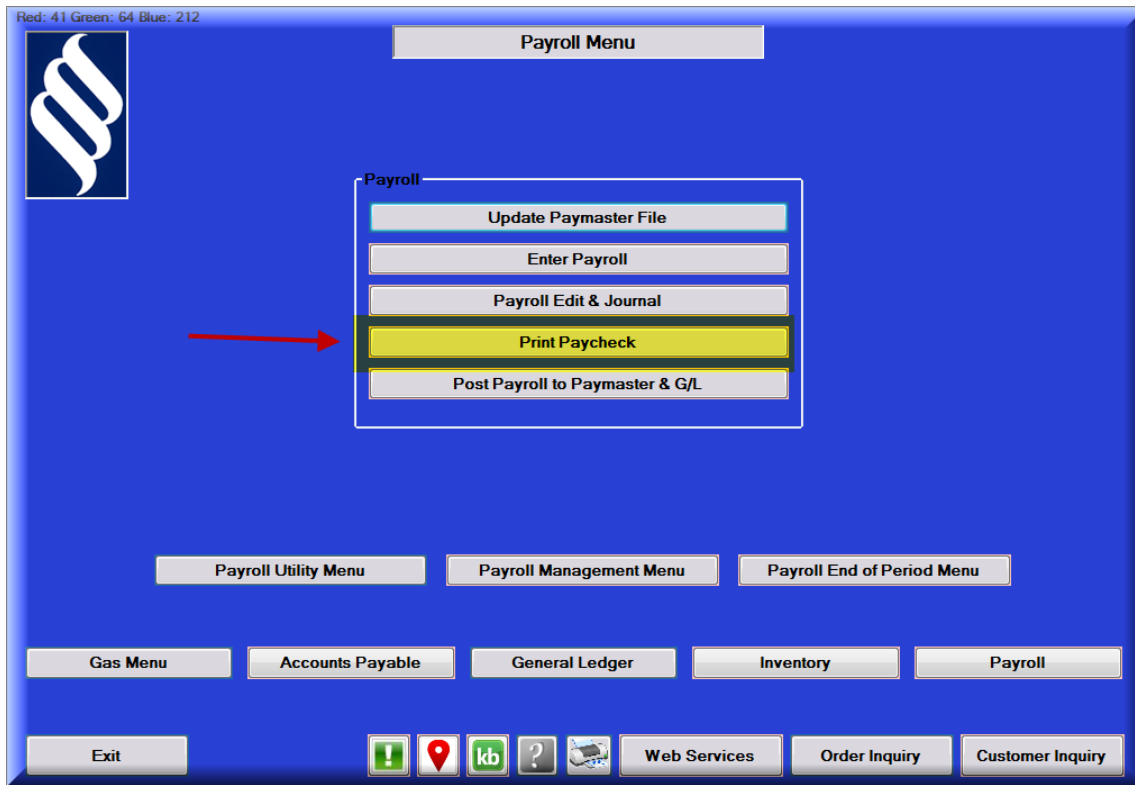 Red: 41 Green: 64 Blue: 212
Payroll Menu
Payroll
Update Paymaster File
Enter Payroll
Payroll Edit & Journal
Print Paycheck
Post Payroll to Paymaster & G/L
Payroll Utility Menu
Payroll Management Menu
Payroll End of Period Menu
Gas Menu
Accounts Payable
General Ledger
Inventory
Payroll
Exit
!
kb
?
Web Services
Order Inquiry
Customer Inquiry